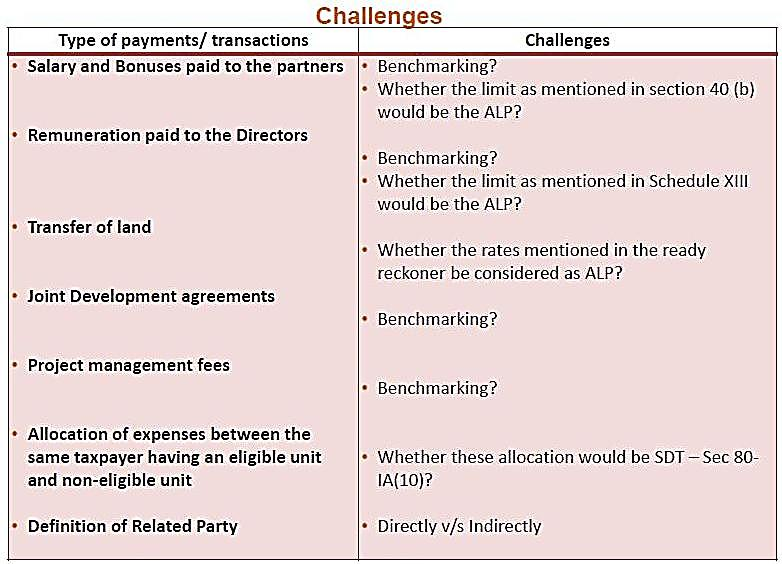 Challenges
Type of payments/ transactions
Challenges
• Salary and Bonuses paid to the partners
• Benchmarking?
• Whether the limit as mentioned in section 40 (b)
would be the ALP?
• Remuneration paid to the Directors
• Benchmarking?
• Whether the limit as mentioned in Schedule XIII
would be the ALP?
• Transfer of land
• Whether the rates mentioned in the ready
reckoner be considered as ALP?
• Joint Development agreements
• Benchmarking?
• Project management fees
• Benchmarking?
• Allocation of expenses between the
same taxpayer having an eligible unit
and non-eligible unit
• Whether these allocation would be SDT – Sec 80-
IA(10)?
• Definition of Related Party
• Directly v/s Indirectly